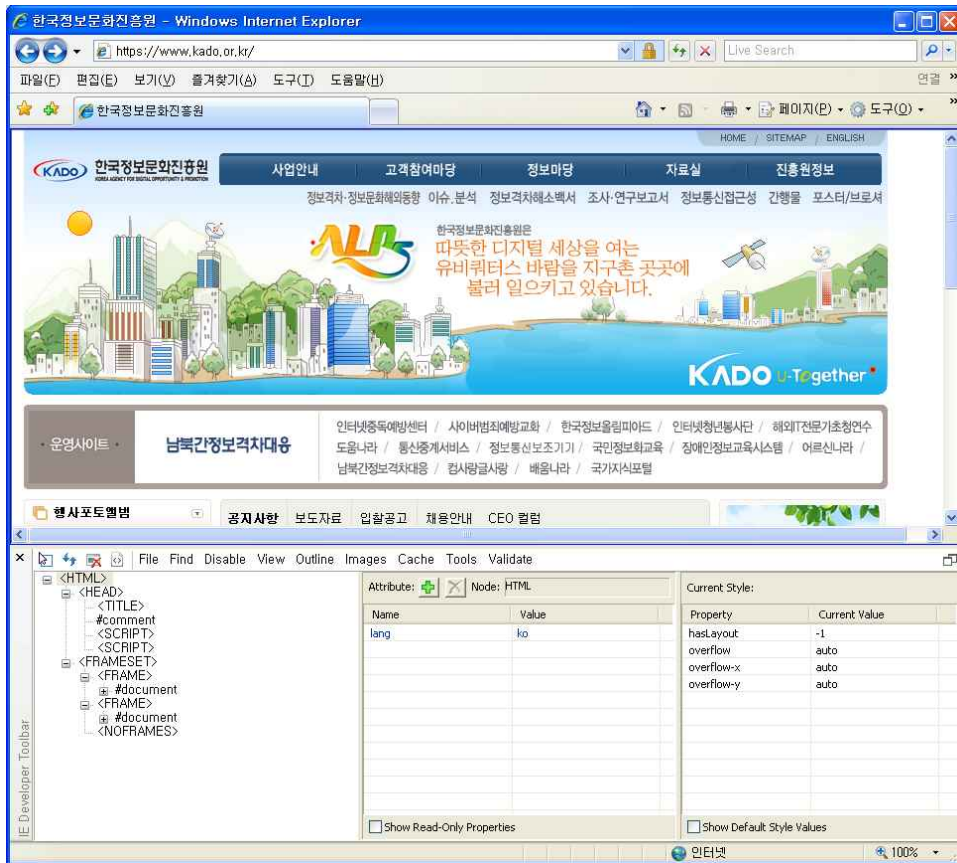 한국정보문화진흥원 - Windows Internet Explorer
https://www.kado.or.kr/
Live Search
파일(F) 편집(E) 보기(V) 즐겨찾기(A) 도구(T) 도움말(H)
연결 »
한국정보문화진흥원
페이지(P) 도구(O) »
HOME / SITEMAP / ENGLISH
KADO 한국정보문화진흥원
KOREA AGENCY FOR DIGITAL OPPORTUNITY & PROMOTION
사업안내 고객참여마당 정보마당 자료실 진흥원정보
정보격차·정보문화해외동향 이슈.분석 정보격차해소백서 조사·연구보고서 정보통신접근성 간행물 포스터/브로셔
ALPs
한국정보문화진흥원은
따뜻한 디지털 세상을 여는
유비쿼터스 바람을 지구촌 곳곳에
불러 일으키고 있습니다.
KADO u-Together
· 운영사이트 · 남북간정보격차대응
인터넷중독예방센터 / 사이버범죄예방교화 / 한국정보올림피아드 / 인터넷청년봉사단 / 해외IT전문가초청연수
도움나라 / 통신중계서비스 / 정보통신보조기기 / 국민정보화교육 / 장애인정보교육시스템 / 어르신나라 /
남북간정보격차대응 / 컴사랑글사랑 / 배움나라 / 국가지식포털
행사포토앨범
공지사항 보도자료 입찰공고 채용안내 CEO 컬럼
File Find Disable View Outline Images Cache Tools Validate
<HTML>
<HEAD>
<TITLE>
#comment
<SCRIPT>
<SCRIPT>
<FRAMESET>
<FRAME>
#document
<FRAME>
#document
<NOFRAMES>
IE Developer Toolbar
Attribute: Node: HTML
Name Value
lang ko
Show Read-Only Properties
Current Style:
Property Current Value
hasLayout -1
overflow auto
overflow-x auto
overflow-y auto
Show Default Style Values
인터넷 100%